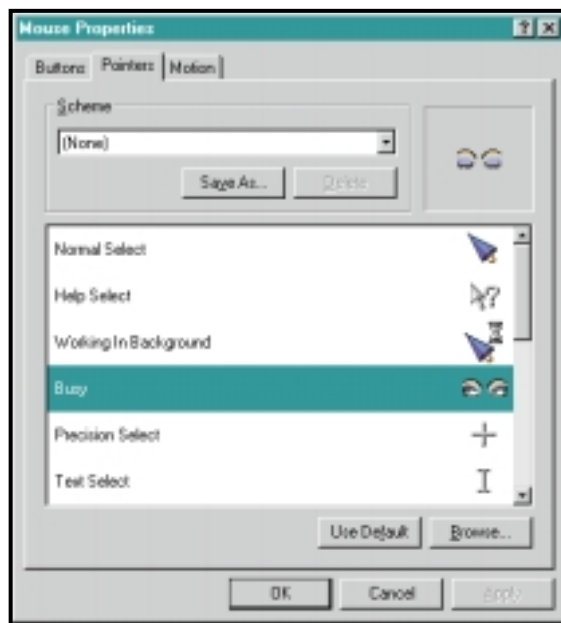 Mouse Properties
Buttons Pointers Motion
Scheme
(None)
Save As... Delete
Normal Select
Help Select
Working In Background
Busy
Precision Select
Text Select
Use Default Browse...
OK Cancel Apply